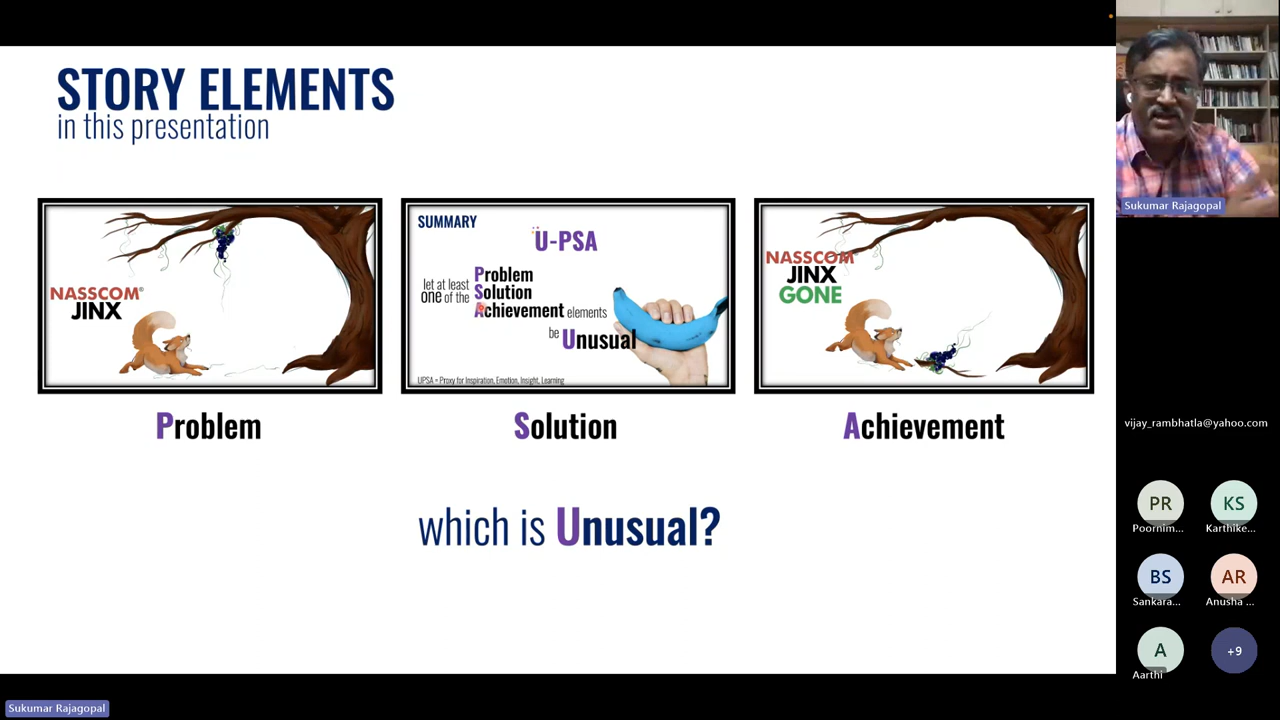 STORY ELEMENTS
in this presentation
NASSCOM®
JINX
Problem
SUMMARY
Ü-PSA
let at least
one of the
Problem
Solution
Achievement elements
be Unusual
UPSA = Proxy for Inspiration, Emotion, Insight, Learning
Solution
NASSCOM
JINX
GONE
Achievement
which is Unusual?
Sukumar Rajagopal
vijay_rambhatla@yahoo.com
PR
Poornim...
KS
Karthike...
BS
Sankara...
AR
Anusha ...
A
Aarthi
+9
Sukumar Rajagopal